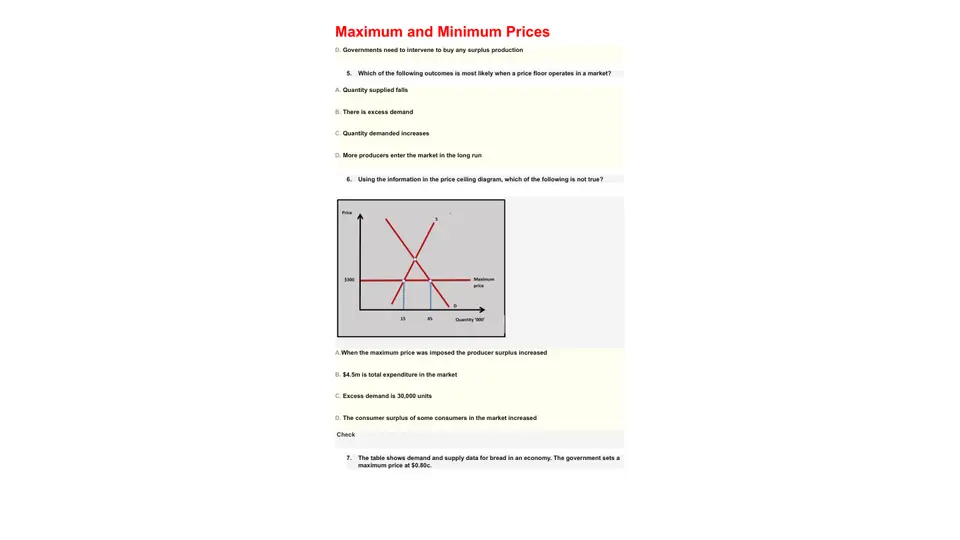 Maximum and Minimum Prices
D. Governments need to intervene to buy any surplus production
5. Which of the following outcomes is most likely when a price floor operates in a market?
A. Quantity supplied falls
B. There is excess demand
C. Quantity demanded increases
D. More producers enter the market in the long run
6. Using the information in the price ceiling diagram, which of the following is not true?
Price
S
$300
Maximum
price
D
15
45
Quantity '000'
A.When the maximum price was imposed the producer surplus increased
B. $4.5m is total expenditure in the market
C. Excess demand is 30,000 units
D. The consumer surplus of some consumers in the market increased
Check
7. The table shows demand and supply data for bread in an economy. The government sets a
maximum price at $0.80c.